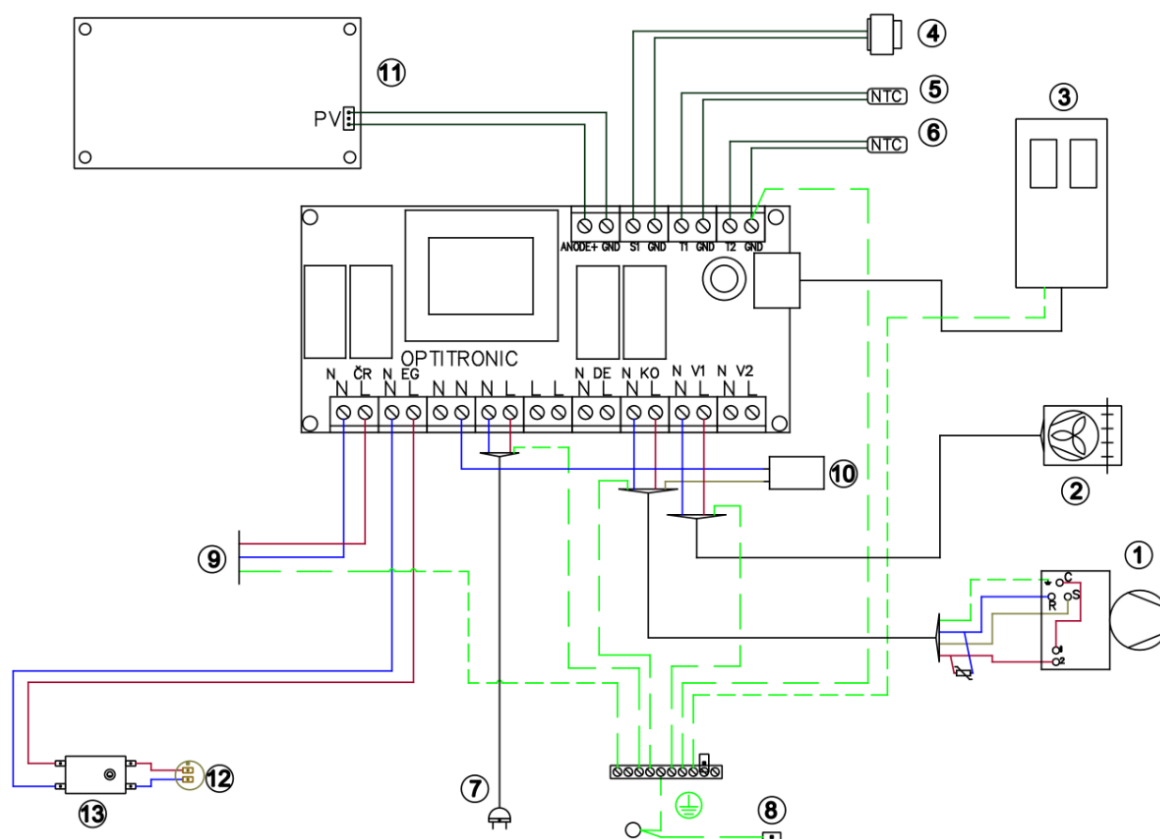 4
11
5
NTC
3
PV
6
NTC
ANODE+ GND S1 GND T1 GND T2 GND
OPTITRONIC
N ČR N EG N DE N KO N V1 N V2
N L N L N N N L L L N L N L N L N L
10
2
9
1
C
R S
1
2
7
12
13
8